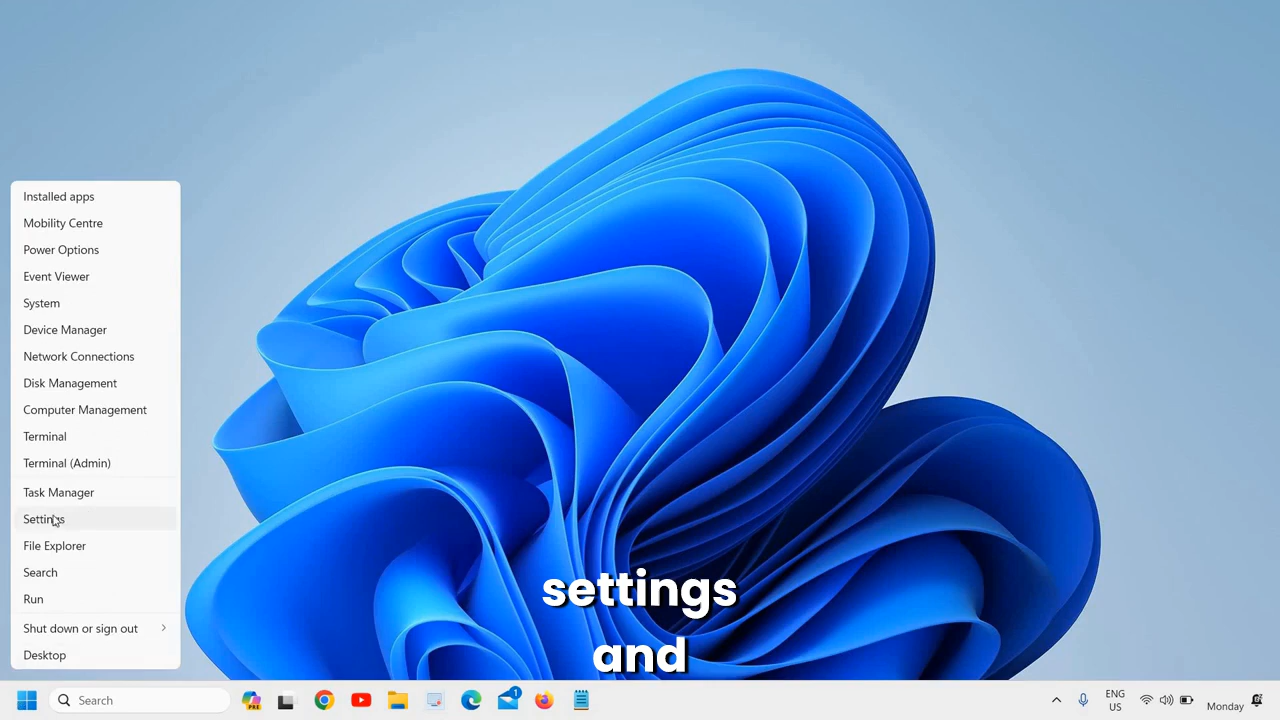 Installed apps
Mobility Centre
Power Options
Event Viewer
System
Device Manager
Network Connections
Disk Management
Computer Management
Terminal
Terminal (Admin)
Task Manager
Settings
File Explorer
Search
Run
Shut down or sign out
Desktop
settings
and
Search
PRE
1
ENG
US
Monday